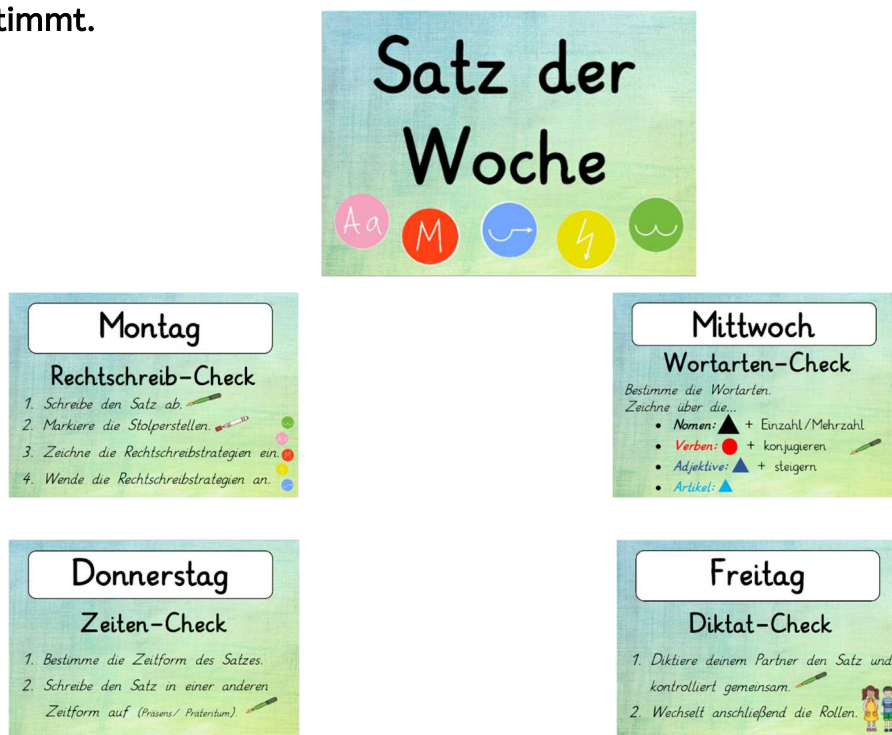 timmt.
Satz der
Woche
Aa
M
Montag
Rechtschreib-Check
1. Schreibe den Satz ab.
2. Markiere die Stolperstellen.
3. Zeichne die Rechtschreibstrategien ein.
4. Wende die Rechtschreibstrategien an.
Mittwoch
Wortarten-Check
Bestimme die Wortarten.
Zeichne über die...
• Nomen: + Einzahl/Mehrzahl
• Verben: + konjugieren
• Adjektive: + steigern
• Artikel:
Donnerstag
Zeiten-Check
1. Bestimme die Zeitform des Satzes.
2. Schreibe den Satz in einer anderen
Zeitform auf (Präsens/ Präteritum).
Freitag
Diktat-Check
1. Diktiere deinem Partner den Satz und
kontrolliert gemeinsam.
2. Wechselt anschließend die Rollen.